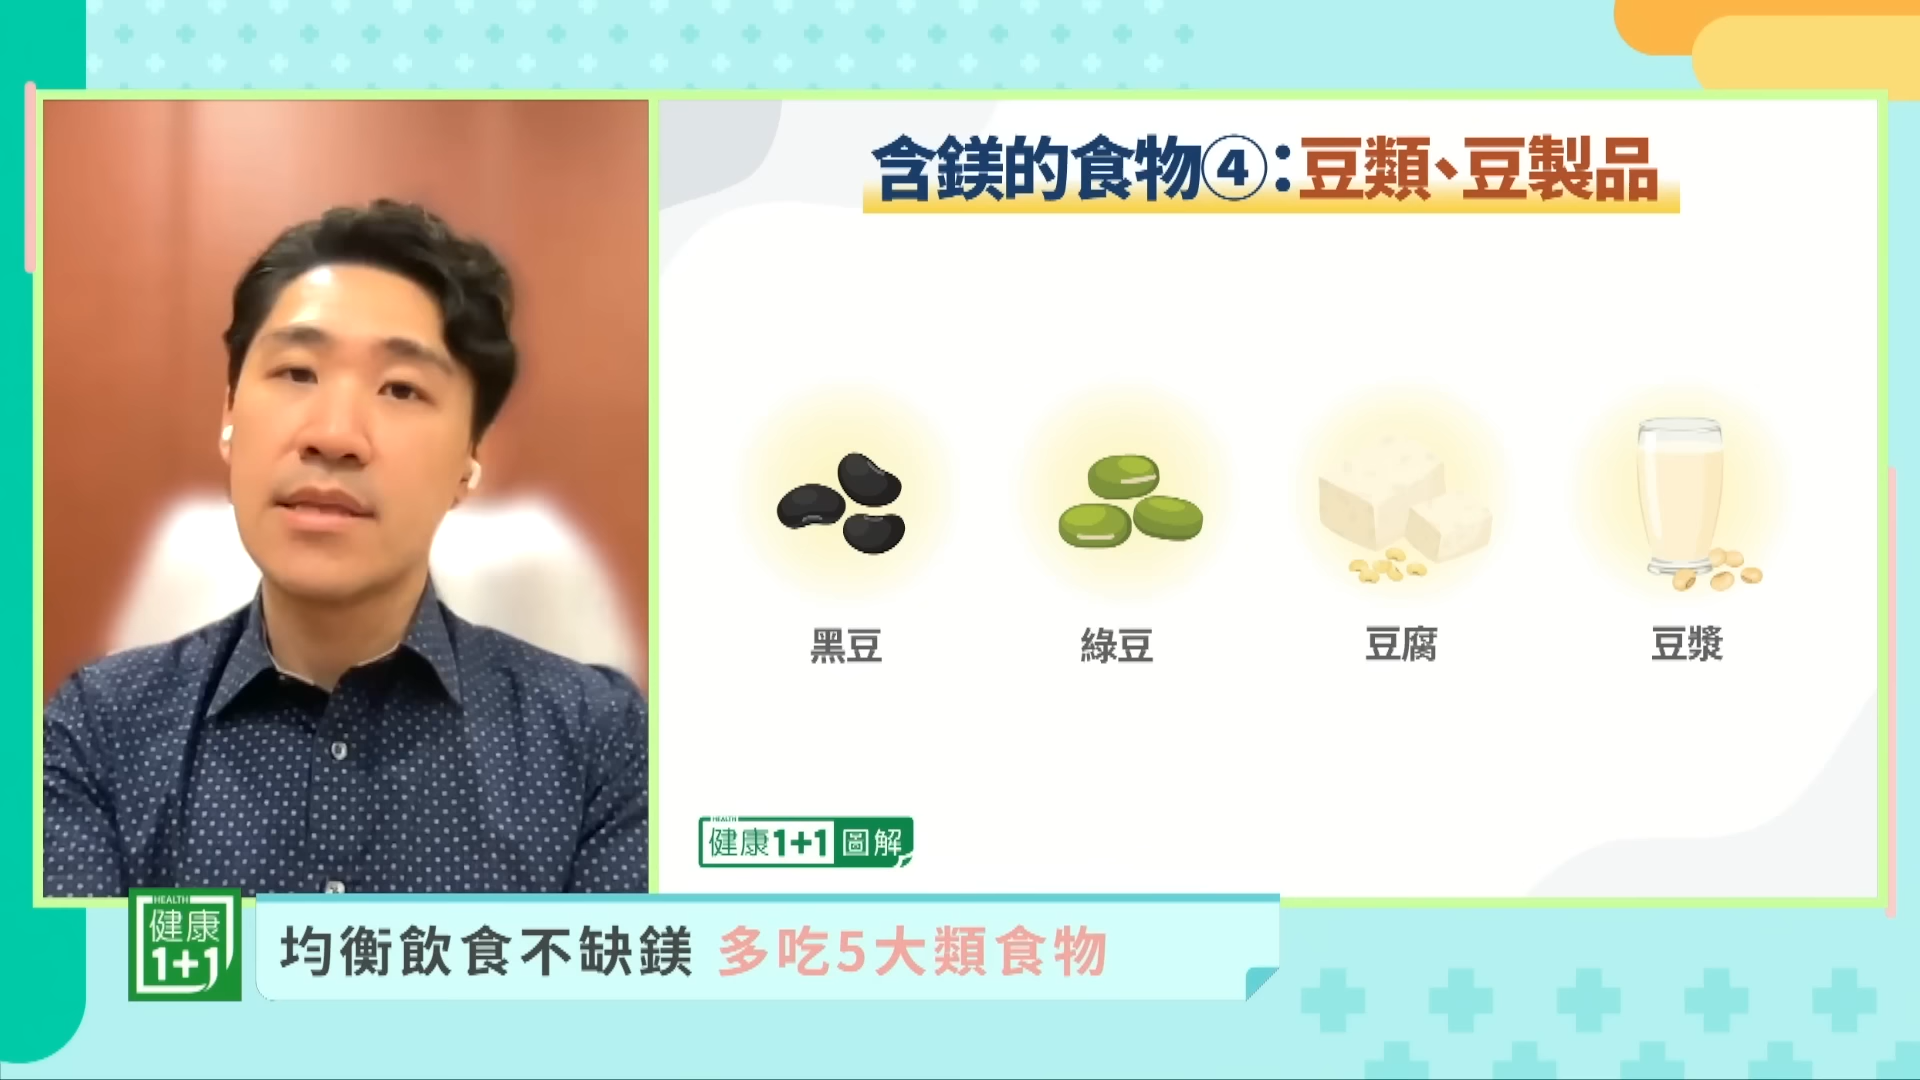 含鎂的食物④：豆類、豆製品
黑豆
綠豆
豆腐
豆漿
HEALTH
健康1+1 圖解
HEALTH
健康
1+1
均衡飲食不缺鎂 多吃5大類食物